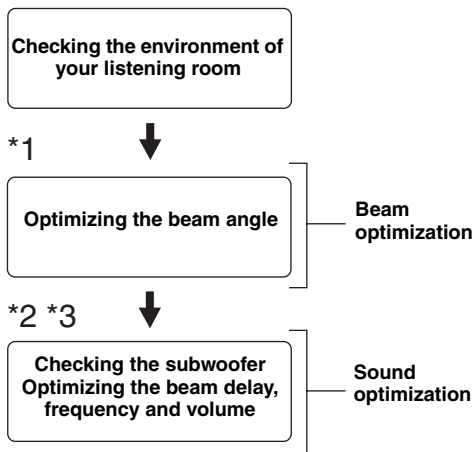 Checking the environment of
your listening room
*1
Optimizing the beam angle
Beam
optimization
*2 *3
Checking the subwoofer
Optimizing the beam delay,
frequency and volume
Sound
optimization